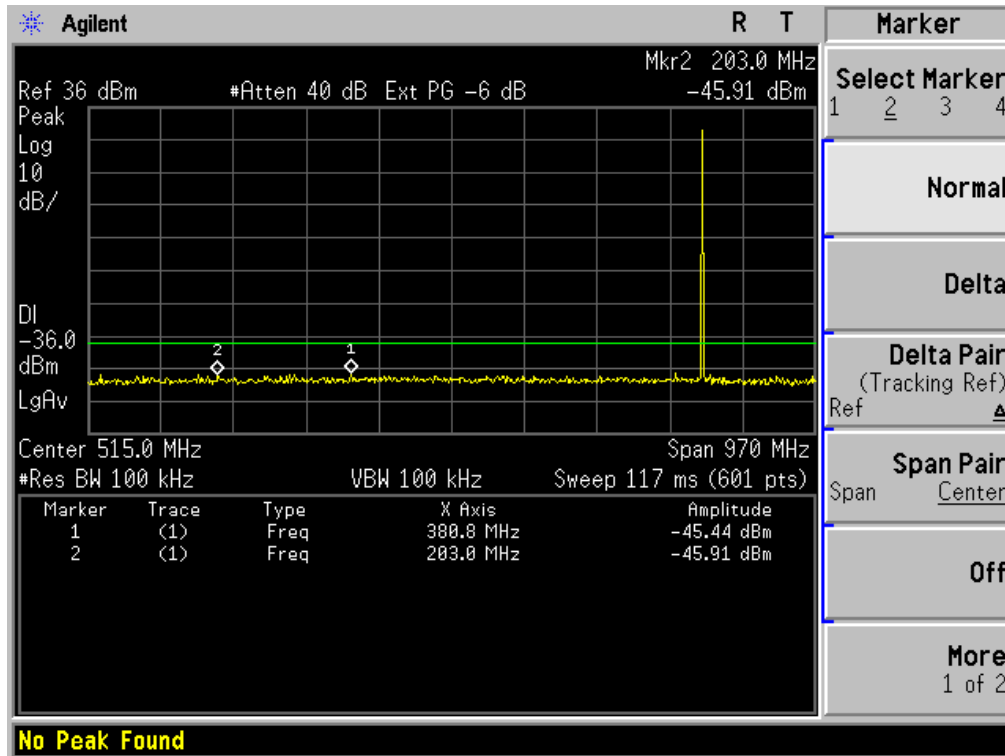 Agilent R T
Mkr2 203.0 MHz
Ref 36 dBm #Atten 40 dB Ext PG -6 dB -45.91 dBm
Peak
Log
10
dB/
DI
-36.0
dBm
LgAv
2 1
Center 515.0 MHz Span 970 MHz
#Res BW 100 kHz VBW 100 kHz Sweep 117 ms (601 pts)
Marker Trace Type X Axis Amplitude
1 (1) Freq 380.8 MHz -45.44 dBm
2 (1) Freq 203.0 MHz -45.91 dBm
No Peak Found
Marker
Select Marker
1 2 3 4
Normal
Delta
Delta Pair
(Tracking Ref)
Ref Δ
Span Pair
Span Center
Off
More
1 of 2